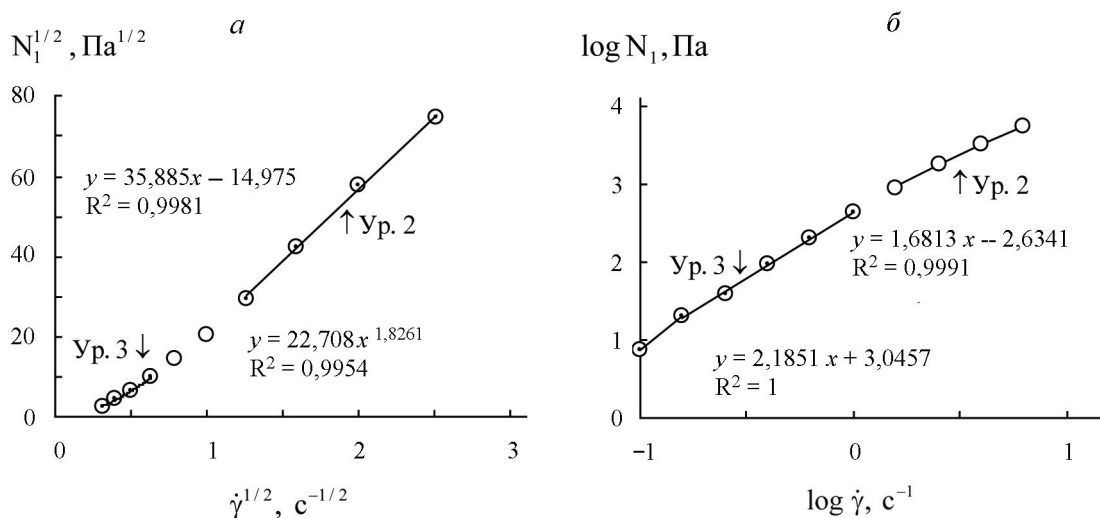 а
N₁^1/2, Па^1/2
80
60
40
20
0
0
1
2
3
y = 35,885x – 14,975
R² = 0,9981
↑ Ур. 2
Ур. 3 ↓
y = 22,708x^1,8261
R² = 0,9954
γ̇^1/2, с^−1/2
б
log N₁, Па
4
3
2
1
0
−1
0
1
↑ Ур. 2
y = 1,6813 x -- 2,6341
R² = 0,9991
Ур. 3 ↓
y = 2,1851 x + 3,0457
R² = 1
log γ̇, с^−1